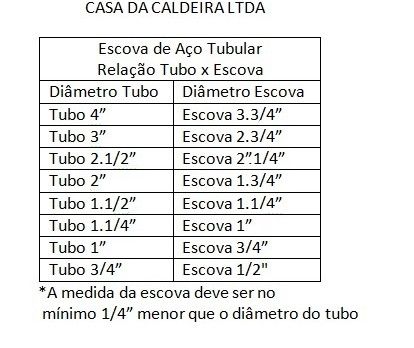 CASA DA CALDEIRA LTDA
Escova de Aço Tubular
Relação Tubo x Escova
Diâmetro Tubo Diâmetro Escova
Tubo 4” Escova 3.3/4”
Tubo 3” Escova 2.3/4”
Tubo 2.1/2” Escova 2”.1/4”
Tubo 2” Escova 1.3/4”
Tubo 1.1/2” Escova 1.1/4”
Tubo 1.1/4” Escova 1”
Tubo 1” Escova 3/4”
Tubo 3/4” Escova 1/2"
*A medida da escova deve ser no
mínimo 1/4” menor que o diâmetro do tubo